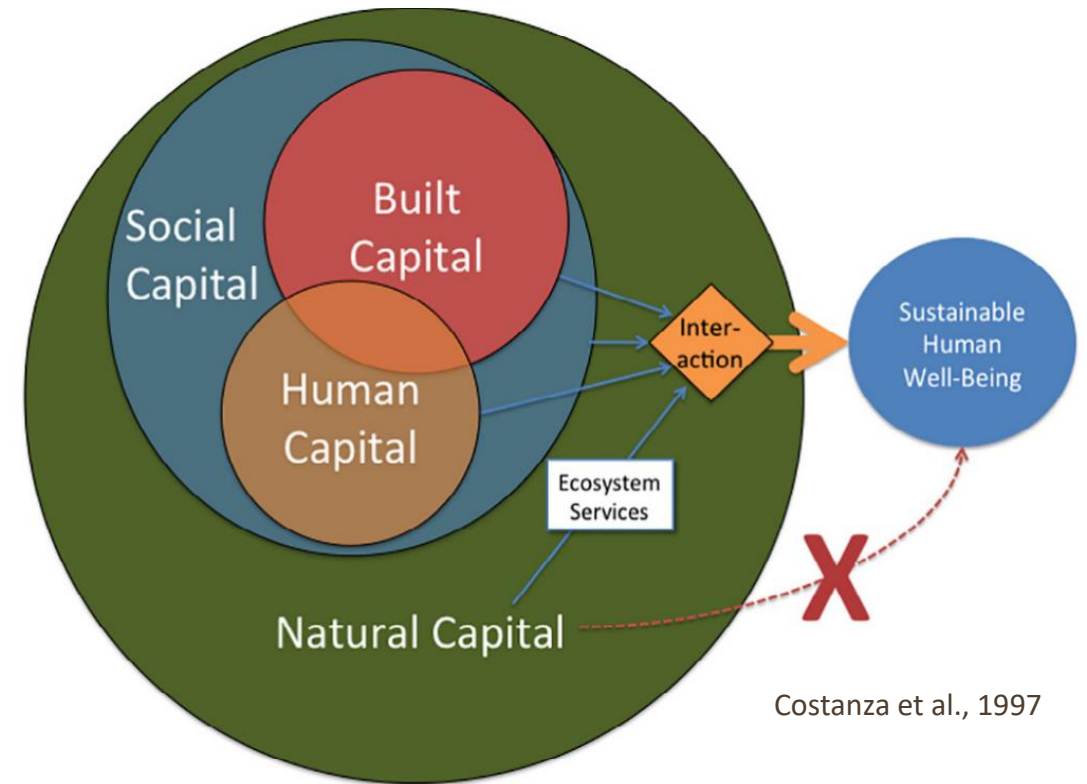 Social
Capital
Built
Capital
Human
Capital
Inter-
action
Sustainable
Human
Well-Being
Ecosystem
Services
Natural Capital
X
Costanza et al., 1997